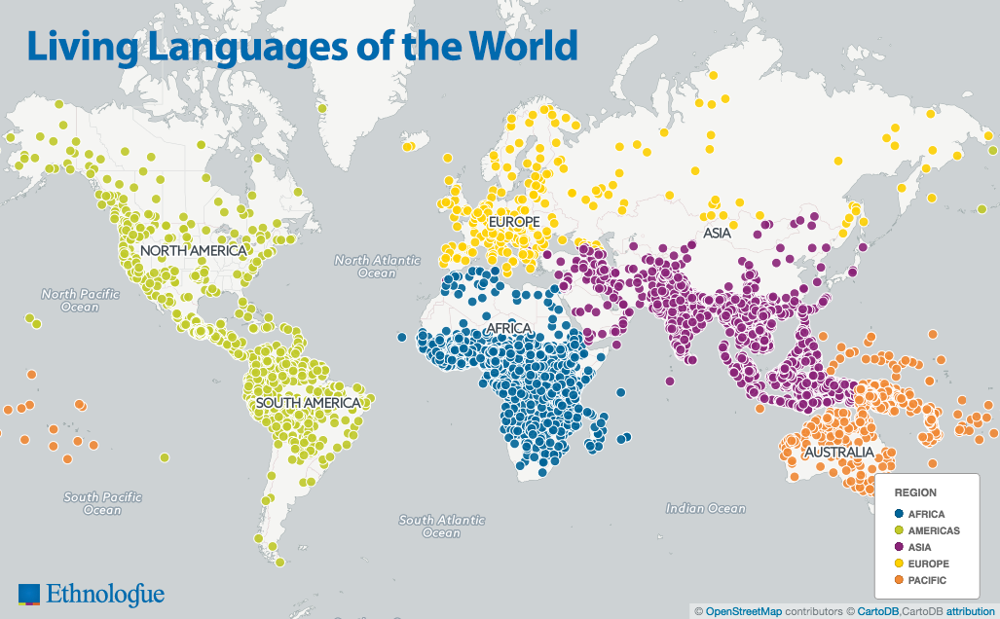 Living Languages of the World
NORTH AMERICA
EUROPE
ASIA
North Atlantic
Ocean
North Pacific
Ocean
AFRICA
SOUTH AMERICA
AUSTRALIA
South Pacific
Ocean
South Atlantic
Ocean
Indian Ocean
REGION
AFRICA
AMERICAS
ASIA
EUROPE
PACIFIC
Ethnologue
© OpenStreetMap contributors © CartoDB,CartoDB attribution